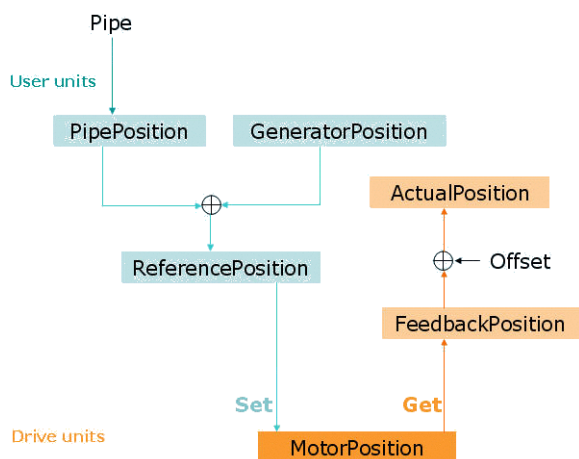 Pipe
User units
PipePosition
GeneratorPosition
ActualPosition
ReferencePosition
Offset
FeedbackPosition
Set
Get
Drive units
MotorPosition